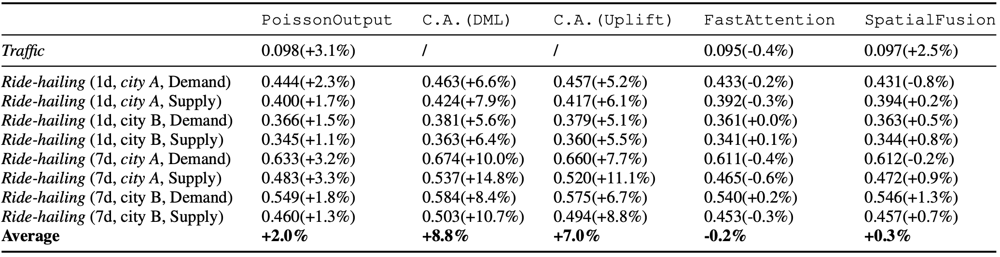 PoissonOutput C.A.(DML) C.A.(Uplift) FastAttention SpatialFusion
Traffic 0.098(+3.1%) / / 0.095(-0.4%) 0.097(+2.5%)
Ride-hailing (1d, city A, Demand) 0.444(+2.3%) 0.463(+6.6%) 0.457(+5.2%) 0.433(-0.2%) 0.431(-0.8%)
Ride-hailing (1d, city A, Supply) 0.400(+1.7%) 0.424(+7.9%) 0.417(+6.1%) 0.392(-0.3%) 0.394(+0.2%)
Ride-hailing (1d, city B, Demand) 0.366(+1.5%) 0.381(+5.6%) 0.379(+5.1%) 0.361(+0.0%) 0.363(+0.5%)
Ride-hailing (1d, city B, Supply) 0.345(+1.1%) 0.363(+6.4%) 0.360(+5.5%) 0.341(+0.1%) 0.344(+0.8%)
Ride-hailing (7d, city A, Demand) 0.633(+3.2%) 0.674(+10.0%) 0.660(+7.7%) 0.611(-0.4%) 0.612(-0.2%)
Ride-hailing (7d, city A, Supply) 0.483(+3.3%) 0.537(+14.8%) 0.520(+11.1%) 0.465(-0.6%) 0.472(+0.9%)
Ride-hailing (7d, city B, Demand) 0.549(+1.8%) 0.584(+8.4%) 0.575(+6.7%) 0.540(+0.2%) 0.546(+1.3%)
Ride-hailing (7d, city B, Supply) 0.460(+1.3%) 0.503(+10.7%) 0.494(+8.8%) 0.453(-0.3%) 0.457(+0.7%)
Average +2.0% +8.8% +7.0% -0.2% +0.3%